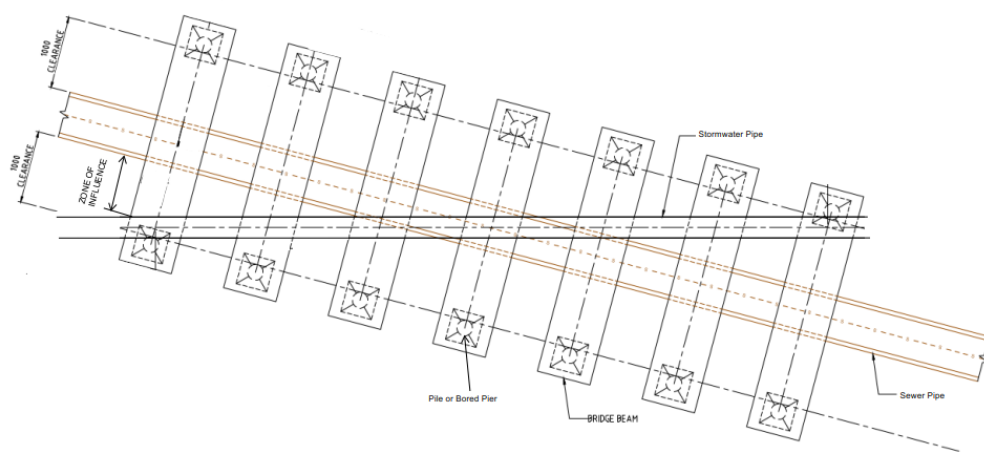 1000
CLEARANCE
1000
CLEARANCE
ZONE OF
INFLUENCE
Stormwater Pipe
Pile or Bored Pier
BRIDGE BEAM
Sewer Pipe